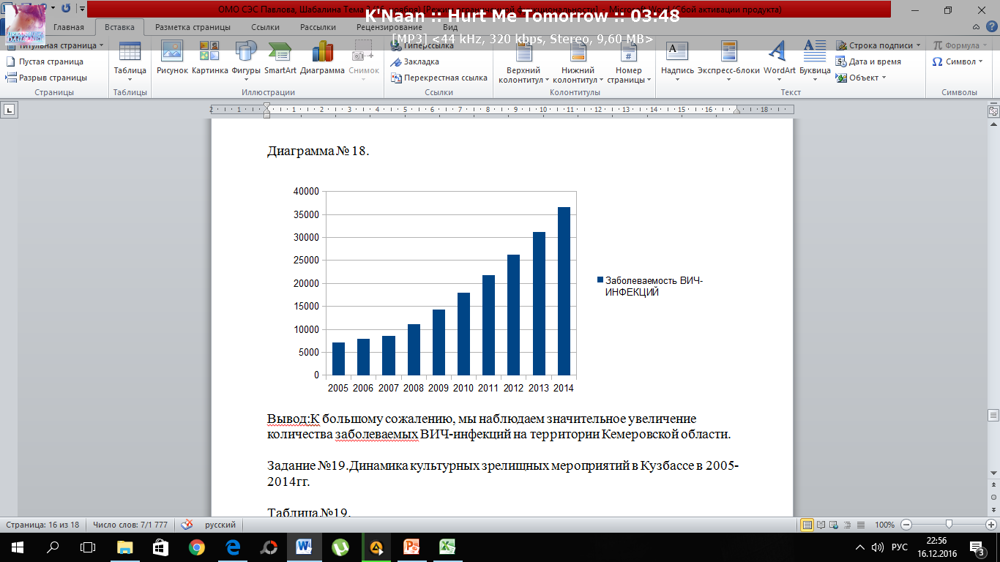 ОМО СЭС Павлова, Шабалина Тема
Microsoft Word (Сбой активации продукта)
K'Naan :: Hurt Me Tomorrow :: 03:48
[MP3] <44 kHz, 320 kbps, Stereo, 9,60 MB>
Главная Вставка Разметка страницы Ссылки Рассылки Рецензирование Вид
Титульная страница
Пустая страница
Разрыв страницы
Страницы
Таблица
Таблицы
Рисунок Картинка Фигуры SmartArt Диаграмма Снимок
Иллюстрации
Гиперссылка
Закладка
Перекрестная ссылка
Ссылки
Верхний колонтитул
Нижний колонтитул
Номер страницы
Колонтитулы
Надпись Экспресс-блоки WordArt Буквица
Строка подписи
Дата и время
Объект
Текст
π Формула
Ω Символ
Символы
2 1 1 2 3 4 5 6 7 8 9 10 11 12 13 14 15 16 18
Диаграмма № 18.
40000
35000
30000
25000
20000
15000
10000
5000
0
2005 2006 2007 2008 2009 2010 2011 2012 2013 2014
Заболеваемость ВИЧ-
ИНФЕКЦИЙ
Вывод:К большому сожалению, мы наблюдаем значительное увеличение
количества заболеваемых ВИЧ-инфекций на территории Кемеровской области.
Задание №19.Динамика культурных зрелищных мероприятий в Кузбассе в 2005-
2014гг.
Таблица №19.
Страница: 16 из 18 Число слов: 7/1 777 русский 100%
РУС
22:56
16.12.2016
3